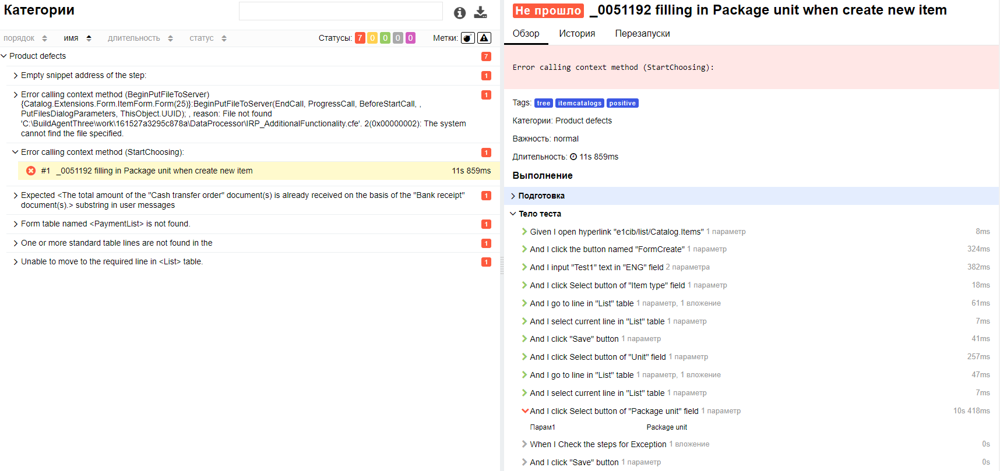 Категории
порядок имя длительность статус Статусы: 7 0 0 0 0 Метки:
Product defects 7
Empty snippet address of the step: 1
Error calling context method (BeginPutFileToServer) 1
{Catalog.Extensions.Form.ItemForm.Form(25)}:BeginPutFileToServer(EndCall, ProgressCall, BeforeStartCall, ,
PutFilesDialogParameters, ThisObject.UUID); , reason: File not found
'C:\BuildAgentThree\work\161527a3295c878a\DataProcessor\IRP_AdditionalFunctionality.cfe'. 2(0x00000002): The system
cannot find the file specified.
Error calling context method (StartChoosing): 1
#1 _0051192 filling in Package unit when create new item 11s 859ms
Expected <The total amount of the "Cash transfer order" document(s) is already received on the basis of the "Bank receipt" 1
document(s).> substring in user messages
Form table named <PaymentList> is not found. 1
One or more standard table lines are not found in the 1
Unable to move to the required line in <List> table. 1
Не прошло _0051192 filling in Package unit when create new item
Обзор История Перезапуски
Error calling context method (StartChoosing):
Tags: tree itemcatalogs positive
Категории: Product defects
Важность: normal
Длительность: 11s 859ms
Выполнение
Подготовка
Тело теста
Given I open hyperlink "e1cib/list/Catalog.Items" 1 параметр 8ms
And I click the button named "FormCreate" 1 параметр 324ms
And I input "Test1" text in "ENG" field 2 параметра 382ms
And I click Select button of "Item type" field 1 параметр 18ms
And I go to line in "List" table 1 параметр, 1 вложение 61ms
And I select current line in "List" table 1 параметр 7ms
And I click "Save" button 1 параметр 41ms
And I click Select button of "Unit" field 1 параметр 257ms
And I go to line in "List" table 1 параметр, 1 вложение 47ms
And I select current line in "List" table 1 параметр 7ms
And I click Select button of "Package unit" field 1 параметр 10s 418ms
Парам1 Package unit
When I Check the steps for Exception 1 вложение 0s
And I click "Save" button 1 параметр 0s